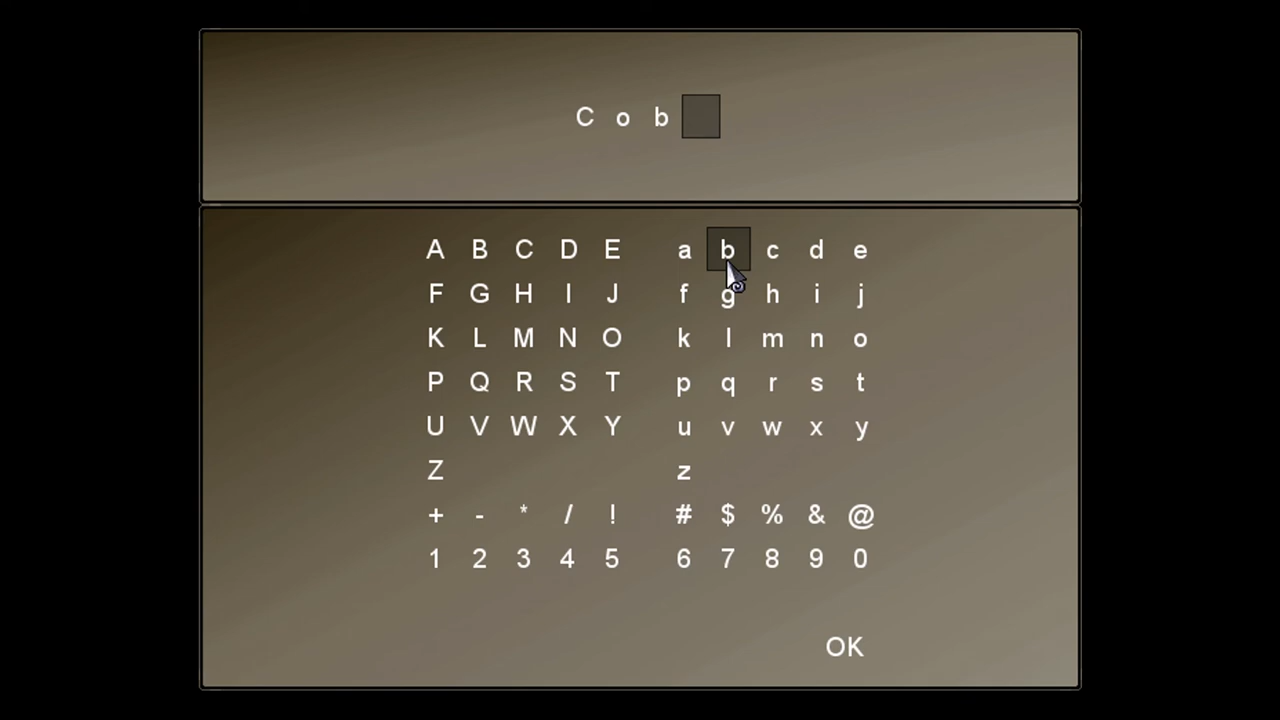 C o b
A B C D E a b c d e
F G H I J f g h i j
K L M N O k l m n o
P Q R S T p q r s t
U V W X Y u v w x y
Z z
+ - * / ! # $ % & @
1 2 3 4 5 6 7 8 9 0
OK